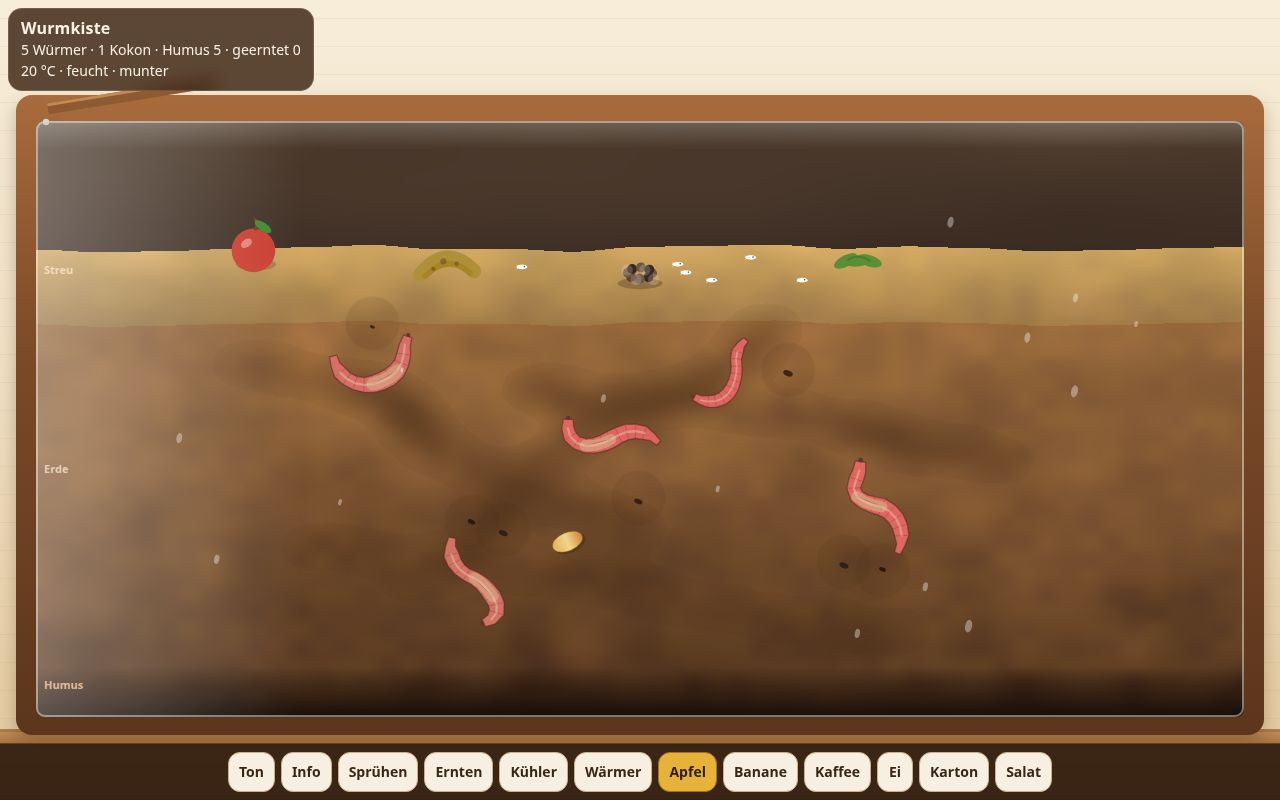 Wurmkiste
5 Würmer · 1 Kokon · Humus 5 · geerntet 0
20 °C · feucht · munter
Streu
Erde
Humus
Ton
Info
Sprühen
Ernten
Kühler
Wärmer
Apfel
Banane
Kaffee
Ei
Karton
Salat